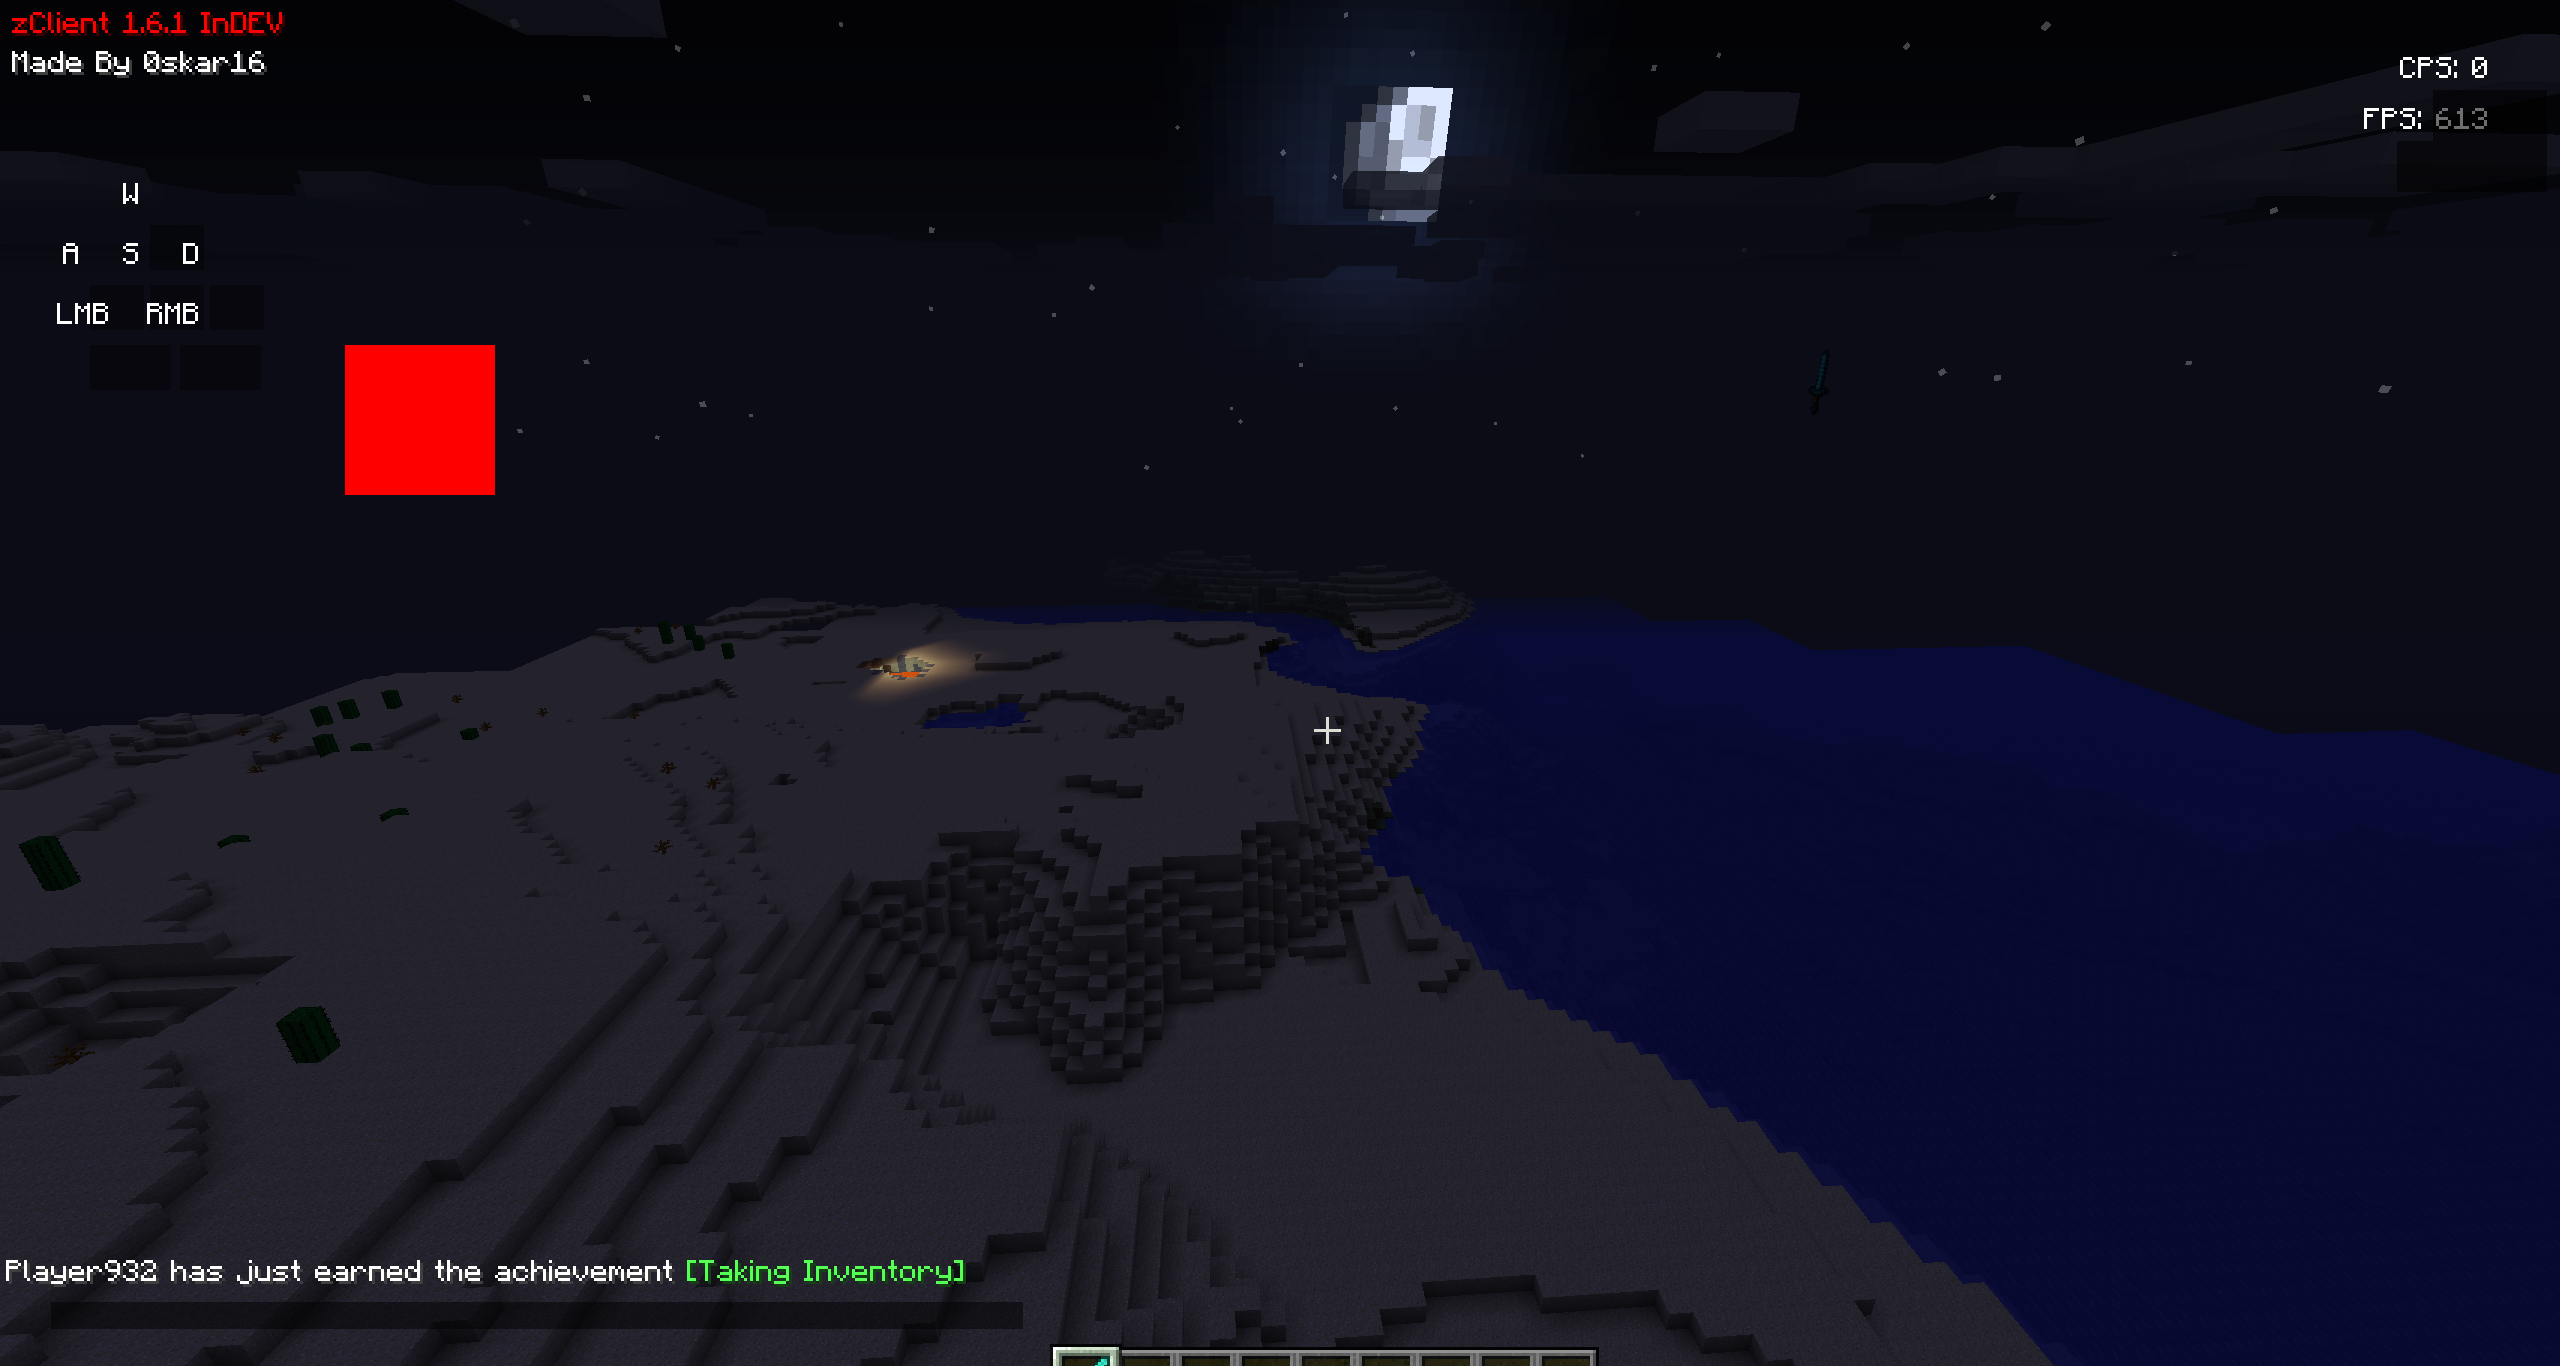 zClient 1.6.1 InDEV
Made By 0skar16
CPS: 0
FPS: 613
W
A S D
LMB RMB
Player932 has just earned the achievement [Taking Inventory]